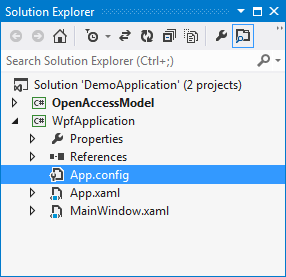 Solution Explorer
Search Solution Explorer (Ctrl+;)
Solution 'DemoApplication' (2 projects)
C# OpenAccessModel
C# WpfApplication
Properties
References
App.config
App.xaml
MainWindow.xaml